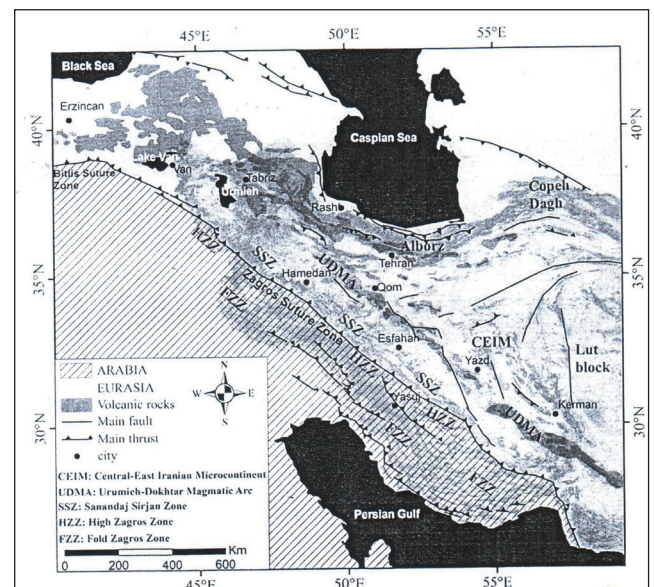 45°E
50°E
55°E
Black Sea
Erzincan
40°N
40°N
Caspian Sea
Lake Van
Van
Bitlis Suture
Zone
Tabriz
Lake Urmieh
Copeh
Dagh
Rasht
Alborz
Tehran
HZZ
SSZ
UDMA
Hamedan
Qom
35°N
35°N
FZZ
Zagros Suture Zone
SSZ
Esfahan
CEIM
Yazd
Lut
block
HZZ
SSZ
Yasuj
HZZ
Kerman
UDMA
FZZ
FZZ
30°N
30°N
Persian Gulf
N
W
E
S
ARABIA
EURASIA
Volcanic rocks
Main fault
Main thrust
city
CEIM: Central-East Iranian Microcontinent
UDMA: Urumich-Dokhtar Magmatic Arc
SSZ: Sanandaj Sirjan Zone
HZZ: High Zagros Zone
FZZ: Fold Zagros Zone
Km
0 200 400 600
45°E
50°E
55°E